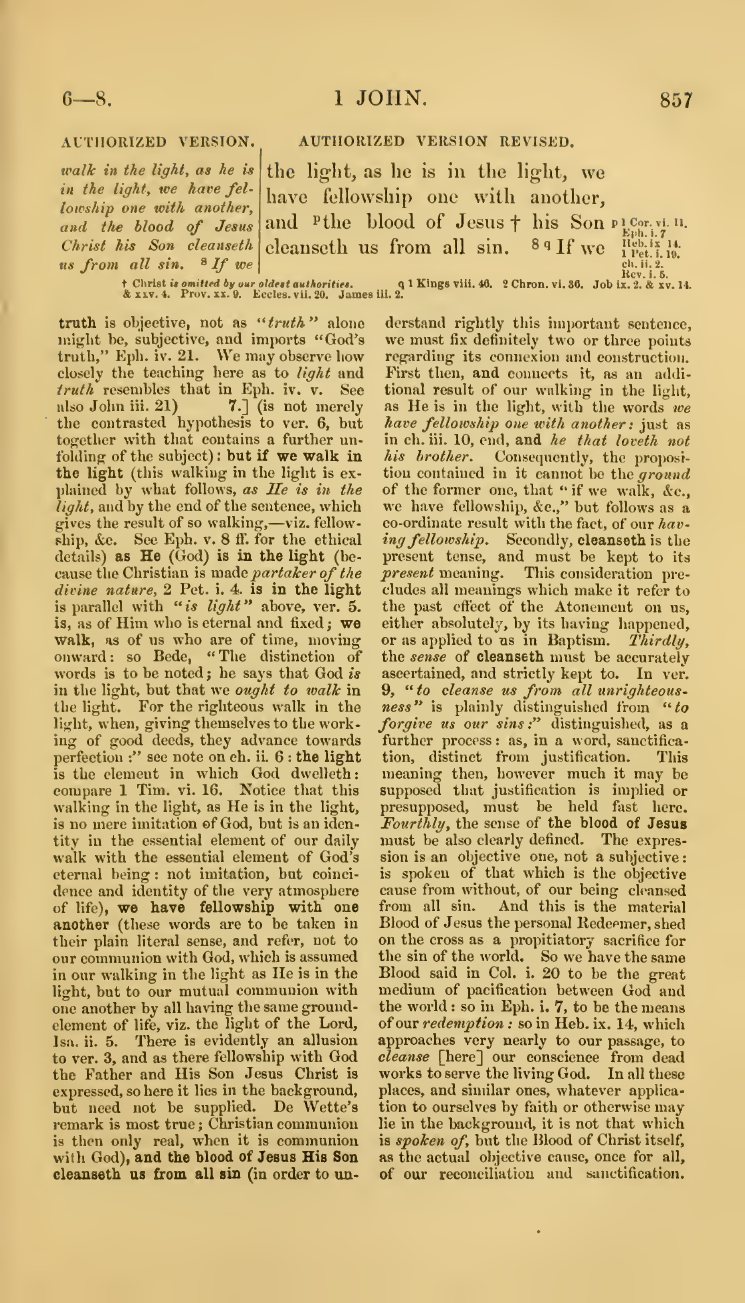 6—8.
1 JOHN.
857
AUTHORIZED VERSION.
walk in the light, as he is
in the light, we have fel-
lowship one with another,
and the blood of Jesus
Christ his Son cleanseth
us from all sin. 8 If we
AUTHORIZED VERSION REVISED.
the light, as he is in the light, we
have fellowship one with another,
and p the blood of Jesus † his Son
cleanseth us from all sin. 8 q If we
p 1 Cor. vi. 11.
Eph. i. 7
Heb. ix 14.
1 Pet. i. 19.
ch. ii. 2.
Rev. i. 5.
† Christ is omitted by our oldest authorities.
q 1 Kings viii. 46. 2 Chron. vi. 36. Job ix. 2. & xv. 14.
& xxv. 4. Prov. xx. 9. Eccles. vii. 20. James iii. 2.
truth is objective, not as "truth" alone
might be, subjective, and imports "God's
truth," Eph. iv. 21. We may observe how
closely the teaching here as to light and
truth resembles that in Eph. iv. v. See
also John iii. 21) 7.] (is not merely
the contrasted hypothesis to ver. 6, but
together with that contains a further un-
folding of the subject): but if we walk in
the light (this walking in the light is ex-
plained by what follows, as He is in the
light, and by the end of the sentence, which
gives the result of so walking,—viz. fellow-
ship, &c. See Eph. v. 8 ff. for the ethical
details) as He (God) is in the light (be-
cause the Christian is made partaker of the
divine nature, 2 Pet. i. 4. is in the light
is parallel with "is light" above, ver. 5.
is, as of Him who is eternal and fixed; we
walk, as of us who are of time, moving
onward: so Bede, "The distinction of
words is to be noted; he says that God is
in the light, but that we ought to walk in
the light. For the righteous walk in the
light, when, giving themselves to the work-
ing of good deeds, they advance towards
perfection:" see note on ch. ii. 6: the light
is the element in which God dwelleth:
compare 1 Tim. vi. 16. Notice that this
walking in the light, as He is in the light,
is no mere imitation of God, but is an iden-
tity in the essential element of our daily
walk with the essential element of God's
eternal being: not imitation, but coinci-
dence and identity of the very atmosphere
of life), we have fellowship with one
another (these words are to be taken in
their plain literal sense, and refer, not to
our communion with God, which is assumed
in our walking in the light as He is in the
light, but to our mutual communion with
one another by all having the same ground-
element of life, viz. the light of the Lord,
Isa. ii. 5. There is evidently an allusion
to ver. 3, and as there fellowship with God
the Father and His Son Jesus Christ is
expressed, so here it lies in the background,
but need not be supplied. De Wette's
remark is most true; Christian communion
is then only real, when it is communion
with God), and the blood of Jesus His Son
cleanseth us from all sin (in order to un-
derstand rightly this important sentence,
we must fix definitely two or three points
regarding its connexion and construction.
First then, and connects it, as an addi-
tional result of our walking in the light,
as He is in the light, with the words we
have fellowship one with another: just as
in ch. iii. 10, end, and he that loveth not
his brother. Consequently, the proposi-
tion contained in it cannot be the ground
of the former one, that "if we walk, &c.,
we have fellowship, &c.," but follows as a
co-ordinate result with the fact, of our hav-
ing fellowship. Secondly, cleanseth is the
present tense, and must be kept to its
present meaning. This consideration pre-
cludes all meanings which make it refer to
the past effect of the Atonement on us,
either absolutely, by its having happened,
or as applied to us in Baptism. Thirdly,
the sense of cleanseth must be accurately
ascertained, and strictly kept to. In ver.
9, "to cleanse us from all unrighteous-
ness" is plainly distinguished from "to
forgive us our sins:" distinguished, as a
further process: as, in a word, sanctifica-
tion, distinct from justification. This
meaning then, however much it may be
supposed that justification is implied or
presupposed, must be held fast here.
Fourthly, the sense of the blood of Jesus
must be also clearly defined. The expres-
sion is an objective one, not a subjective:
is spoken of that which is the objective
cause from without, of our being cleansed
from all sin. And this is the material
Blood of Jesus the personal Redeemer, shed
on the cross as a propitiatory sacrifice for
the sin of the world. So we have the same
Blood said in Col. i. 20 to be the great
medium of pacification between God and
the world: so in Eph. i. 7, to be the means
of our redemption: so in Heb. ix. 14, which
approaches very nearly to our passage, to
cleanse [here] our conscience from dead
works to serve the living God. In all these
places, and similar ones, whatever applica-
tion to ourselves by faith or otherwise may
lie in the background, it is not that which
is spoken of, but the Blood of Christ itself,
as the actual objective cause, once for all,
of our reconciliation and sanctification.